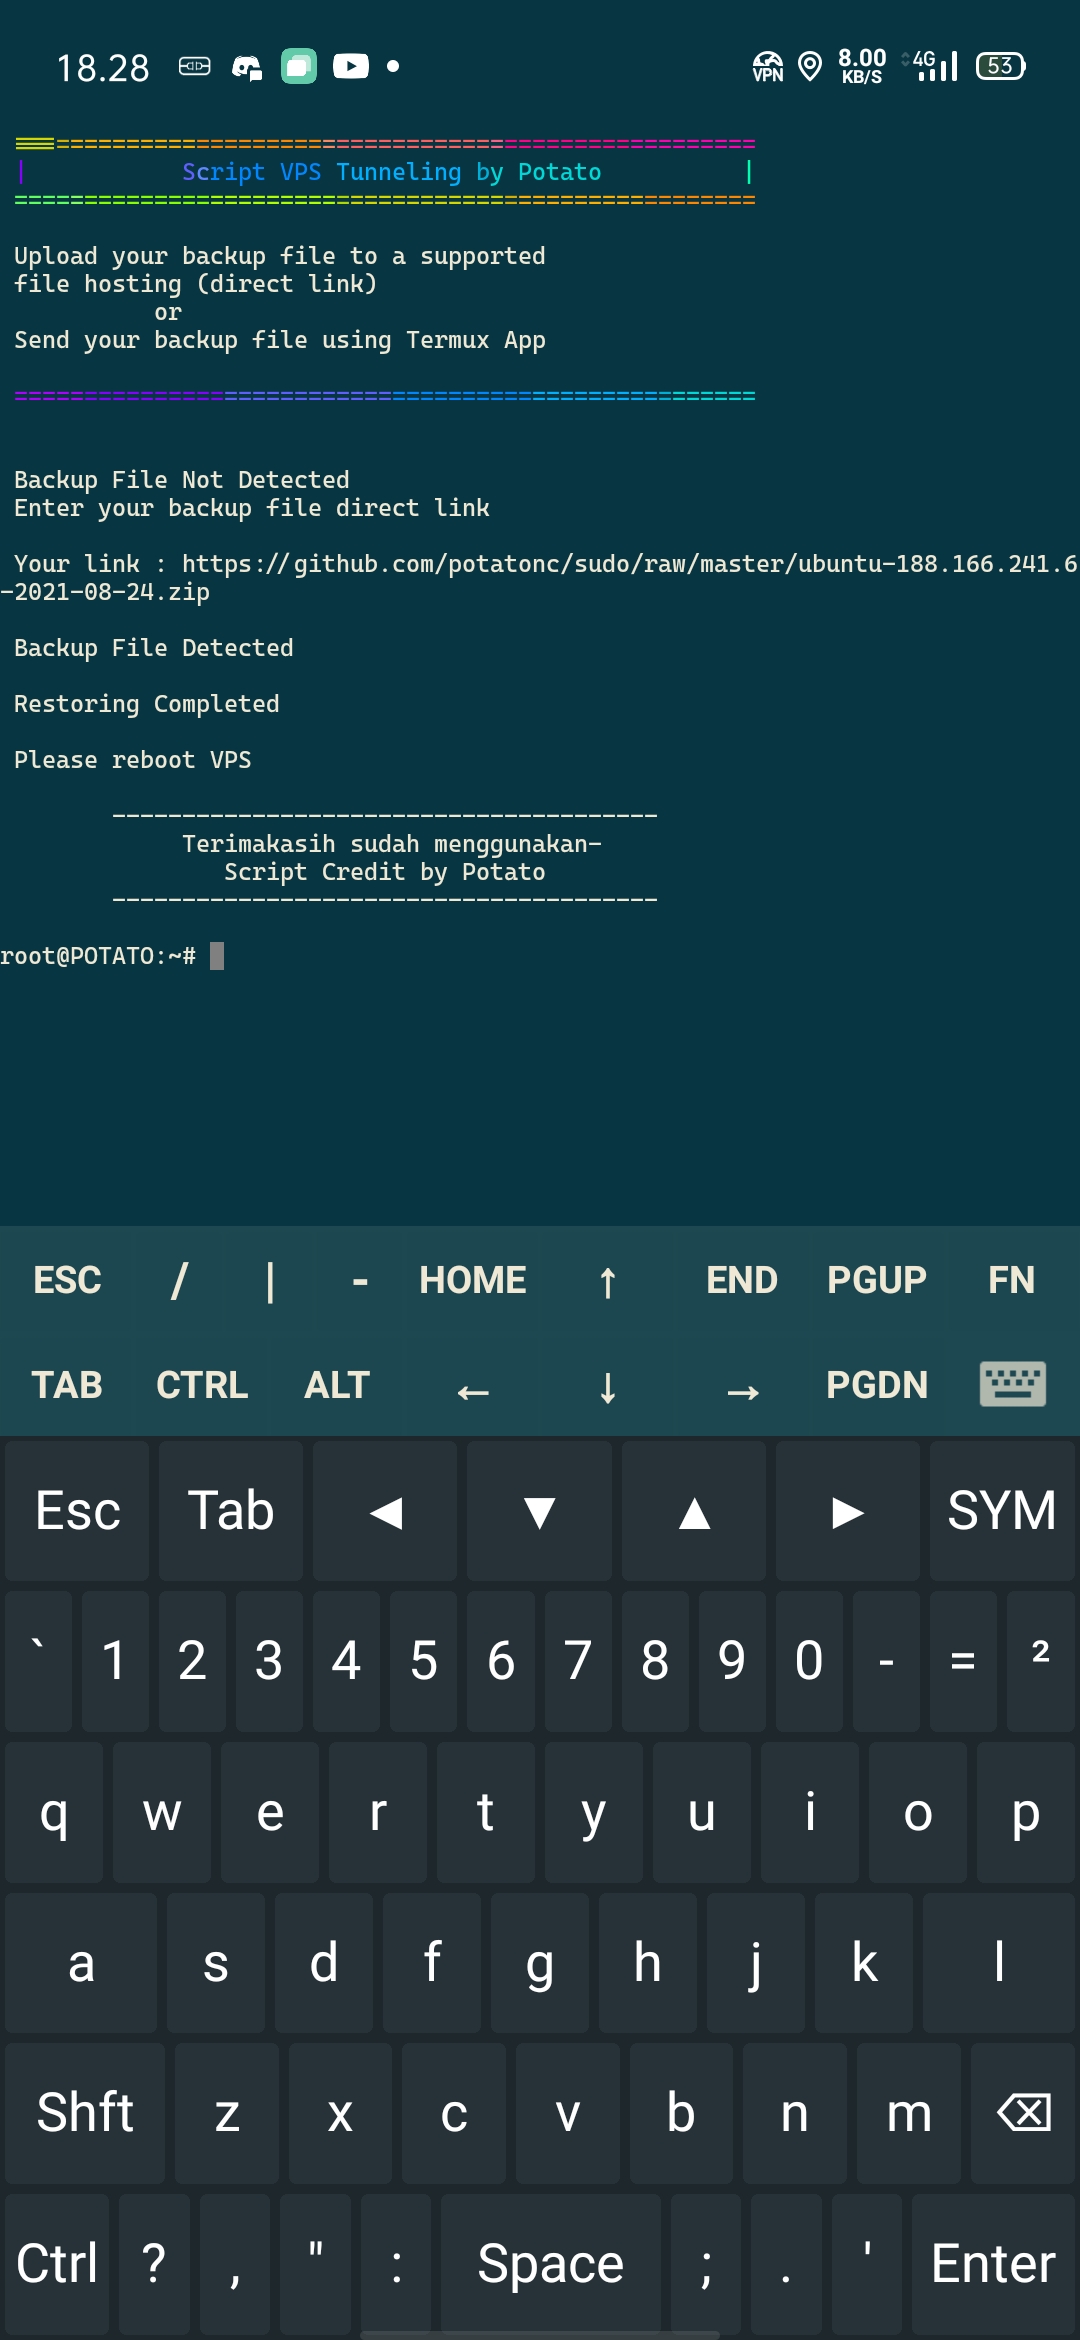 18.28
VPN 8.00 KB/S 4G 53
=====================================================
| Script VPS Tunneling by Potato |
=====================================================
Upload your backup file to a supported
file hosting (direct link)
or
Send your backup file using Termux App
=====================================================
Backup File Not Detected
Enter your backup file direct link
Your link : https://github.com/potatonc/sudo/raw/master/ubuntu-188.166.241.6
-2021-08-24.zip
Backup File Detected
Restoring Completed
Please reboot VPS
---------------------------------------
Terimakasih sudah menggunakan-
Script Credit by Potato
---------------------------------------
root@POTATO:~#
ESC / | - HOME ↑ END PGUP FN
TAB CTRL ALT ← ↓ → PGDN
Esc Tab ◀ ▼ ▲ ▶ SYM
` 1 2 3 4 5 6 7 8 9 0 - = ²
q w e r t y u i o p
a s d f g h j k l
Shft z x c v b n m ⌫
Ctrl ? , " : Space ; . ' Enter